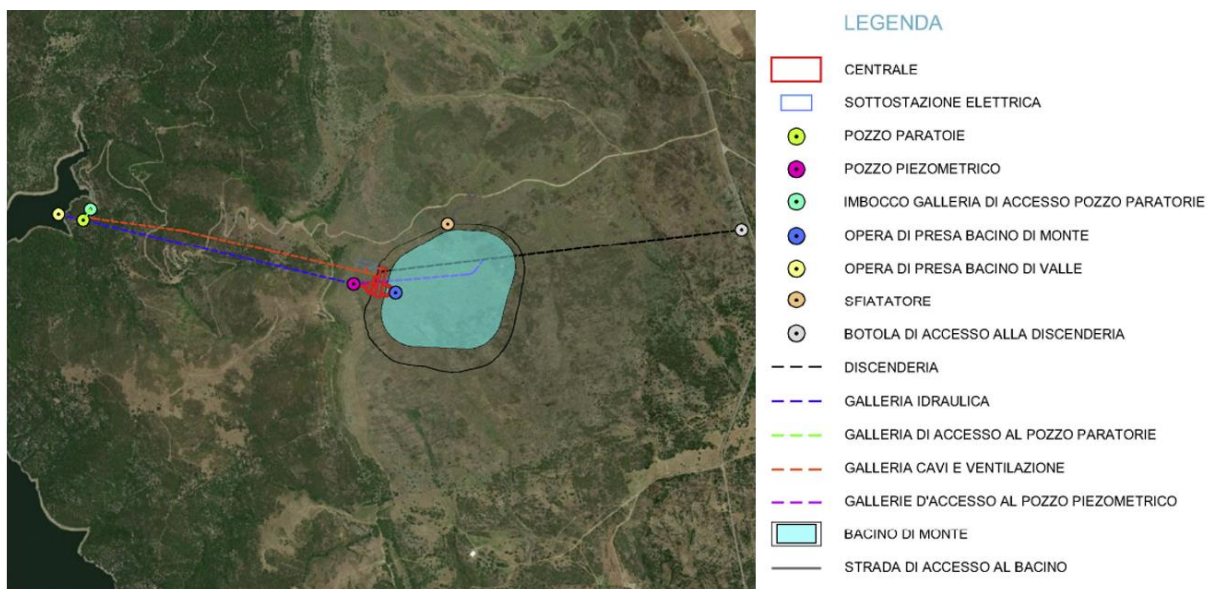 LEGENDA
CENTRALE
SOTTOSTAZIONE ELETTRICA
POZZO PARATOIE
POZZO PIEZOMETRICO
IMBOCCO GALLERIA DI ACCESSO POZZO PARATORIE
OPERA DI PRESA BACINO DI MONTE
OPERA DI PRESA BACINO DI VALLE
SFIATATORE
BOTOLA DI ACCESSO ALLA DISCENDERIA
DISCENDERIA
GALLERIA IDRAULICA
GALLERIA DI ACCESSO AL POZZO PARATORIE
GALLERIA CAVI E VENTILAZIONE
GALLERIE D'ACCESSO AL POZZO PIEZOMETRICO
BACINO DI MONTE
STRADA DI ACCESSO AL BACINO